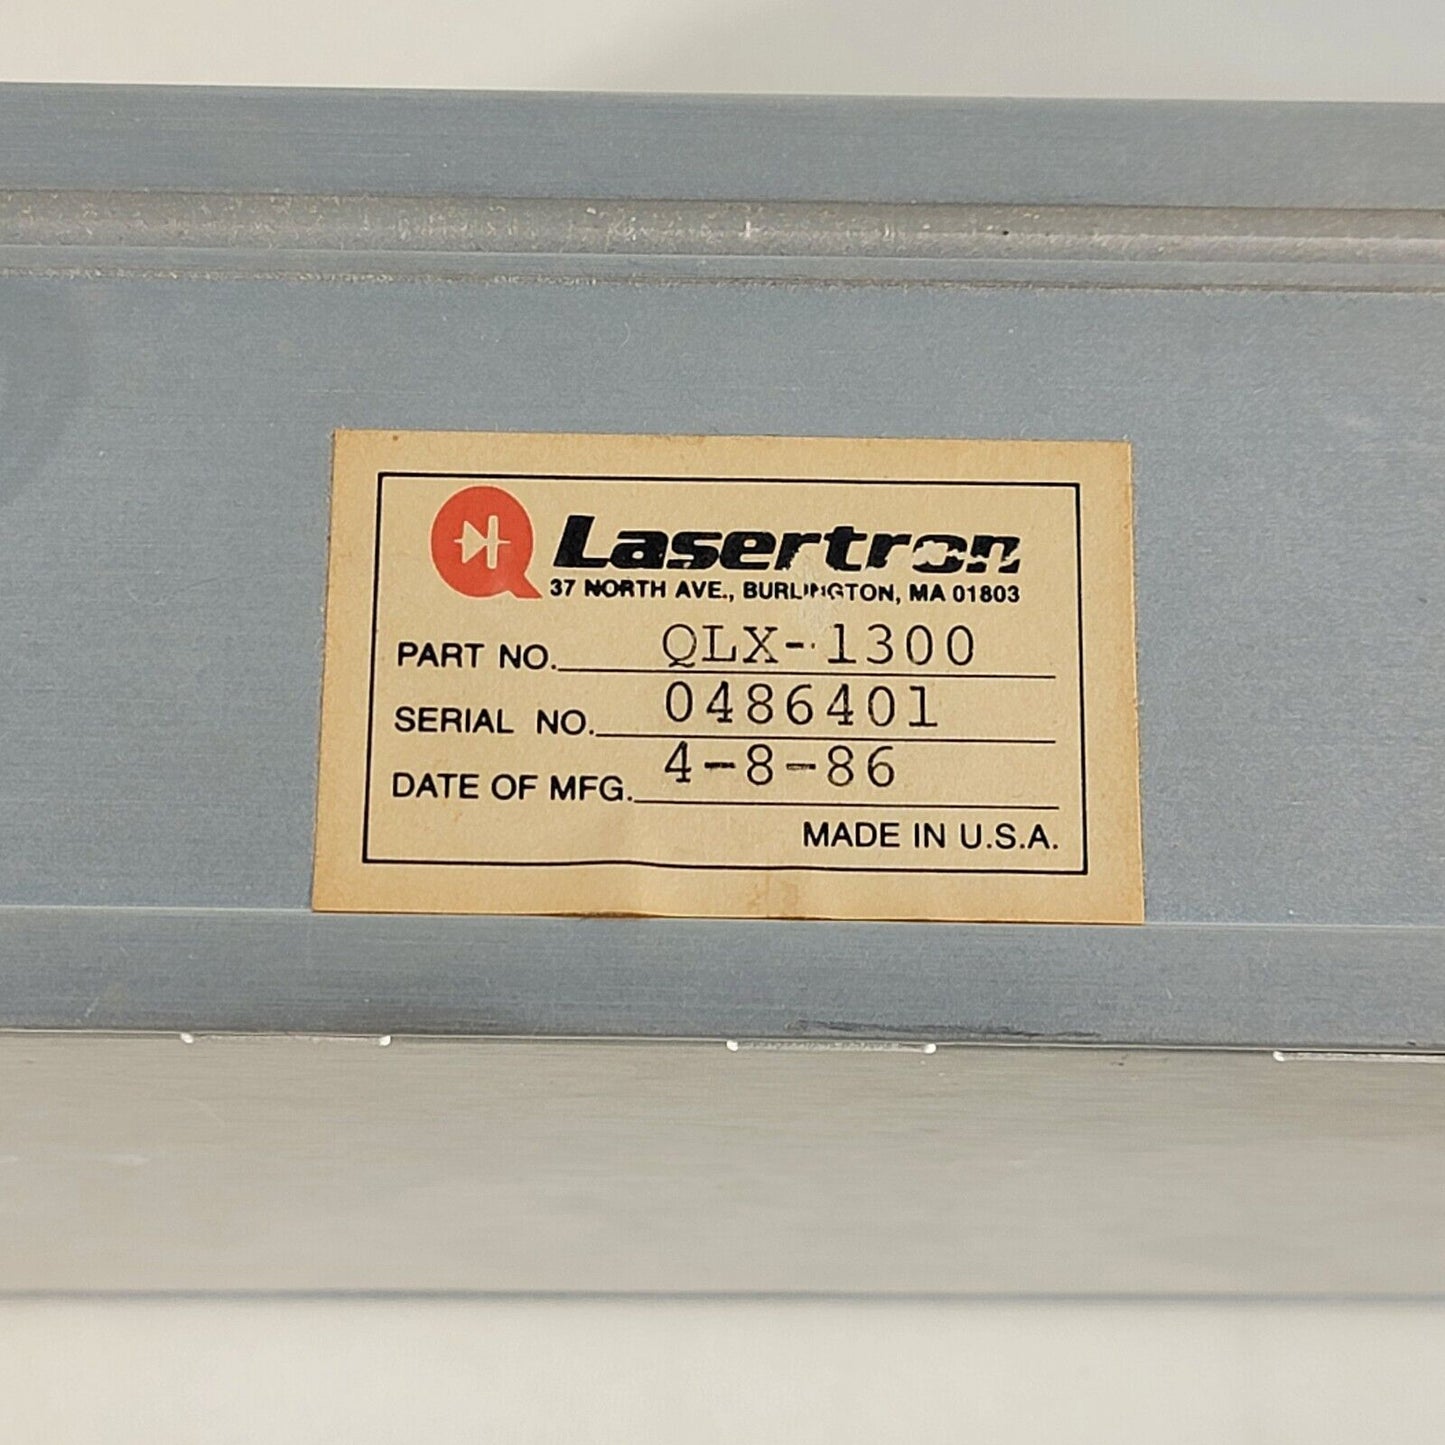 Lasertron
37 NORTH AVE., BURLINGTON, MA 01803
PART NO. QLX-1300
SERIAL NO. 0486401
DATE OF MFG. 4-8-86
MADE IN U.S.A.